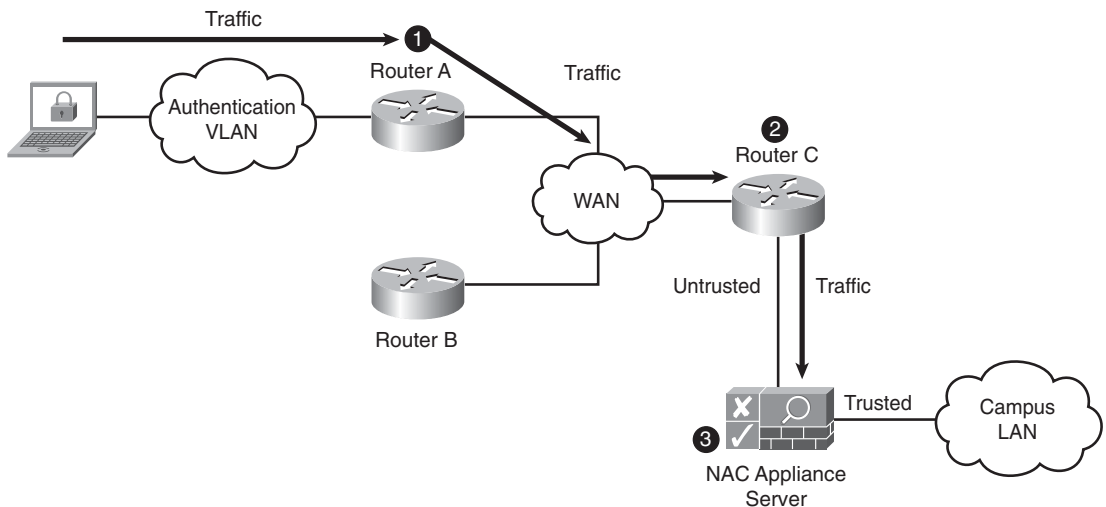 Traffic
1
Router A
Traffic
Authentication
VLAN
2
Router C
WAN
Untrusted
Traffic
Router B
Trusted
Campus
LAN
3
NAC Appliance
Server